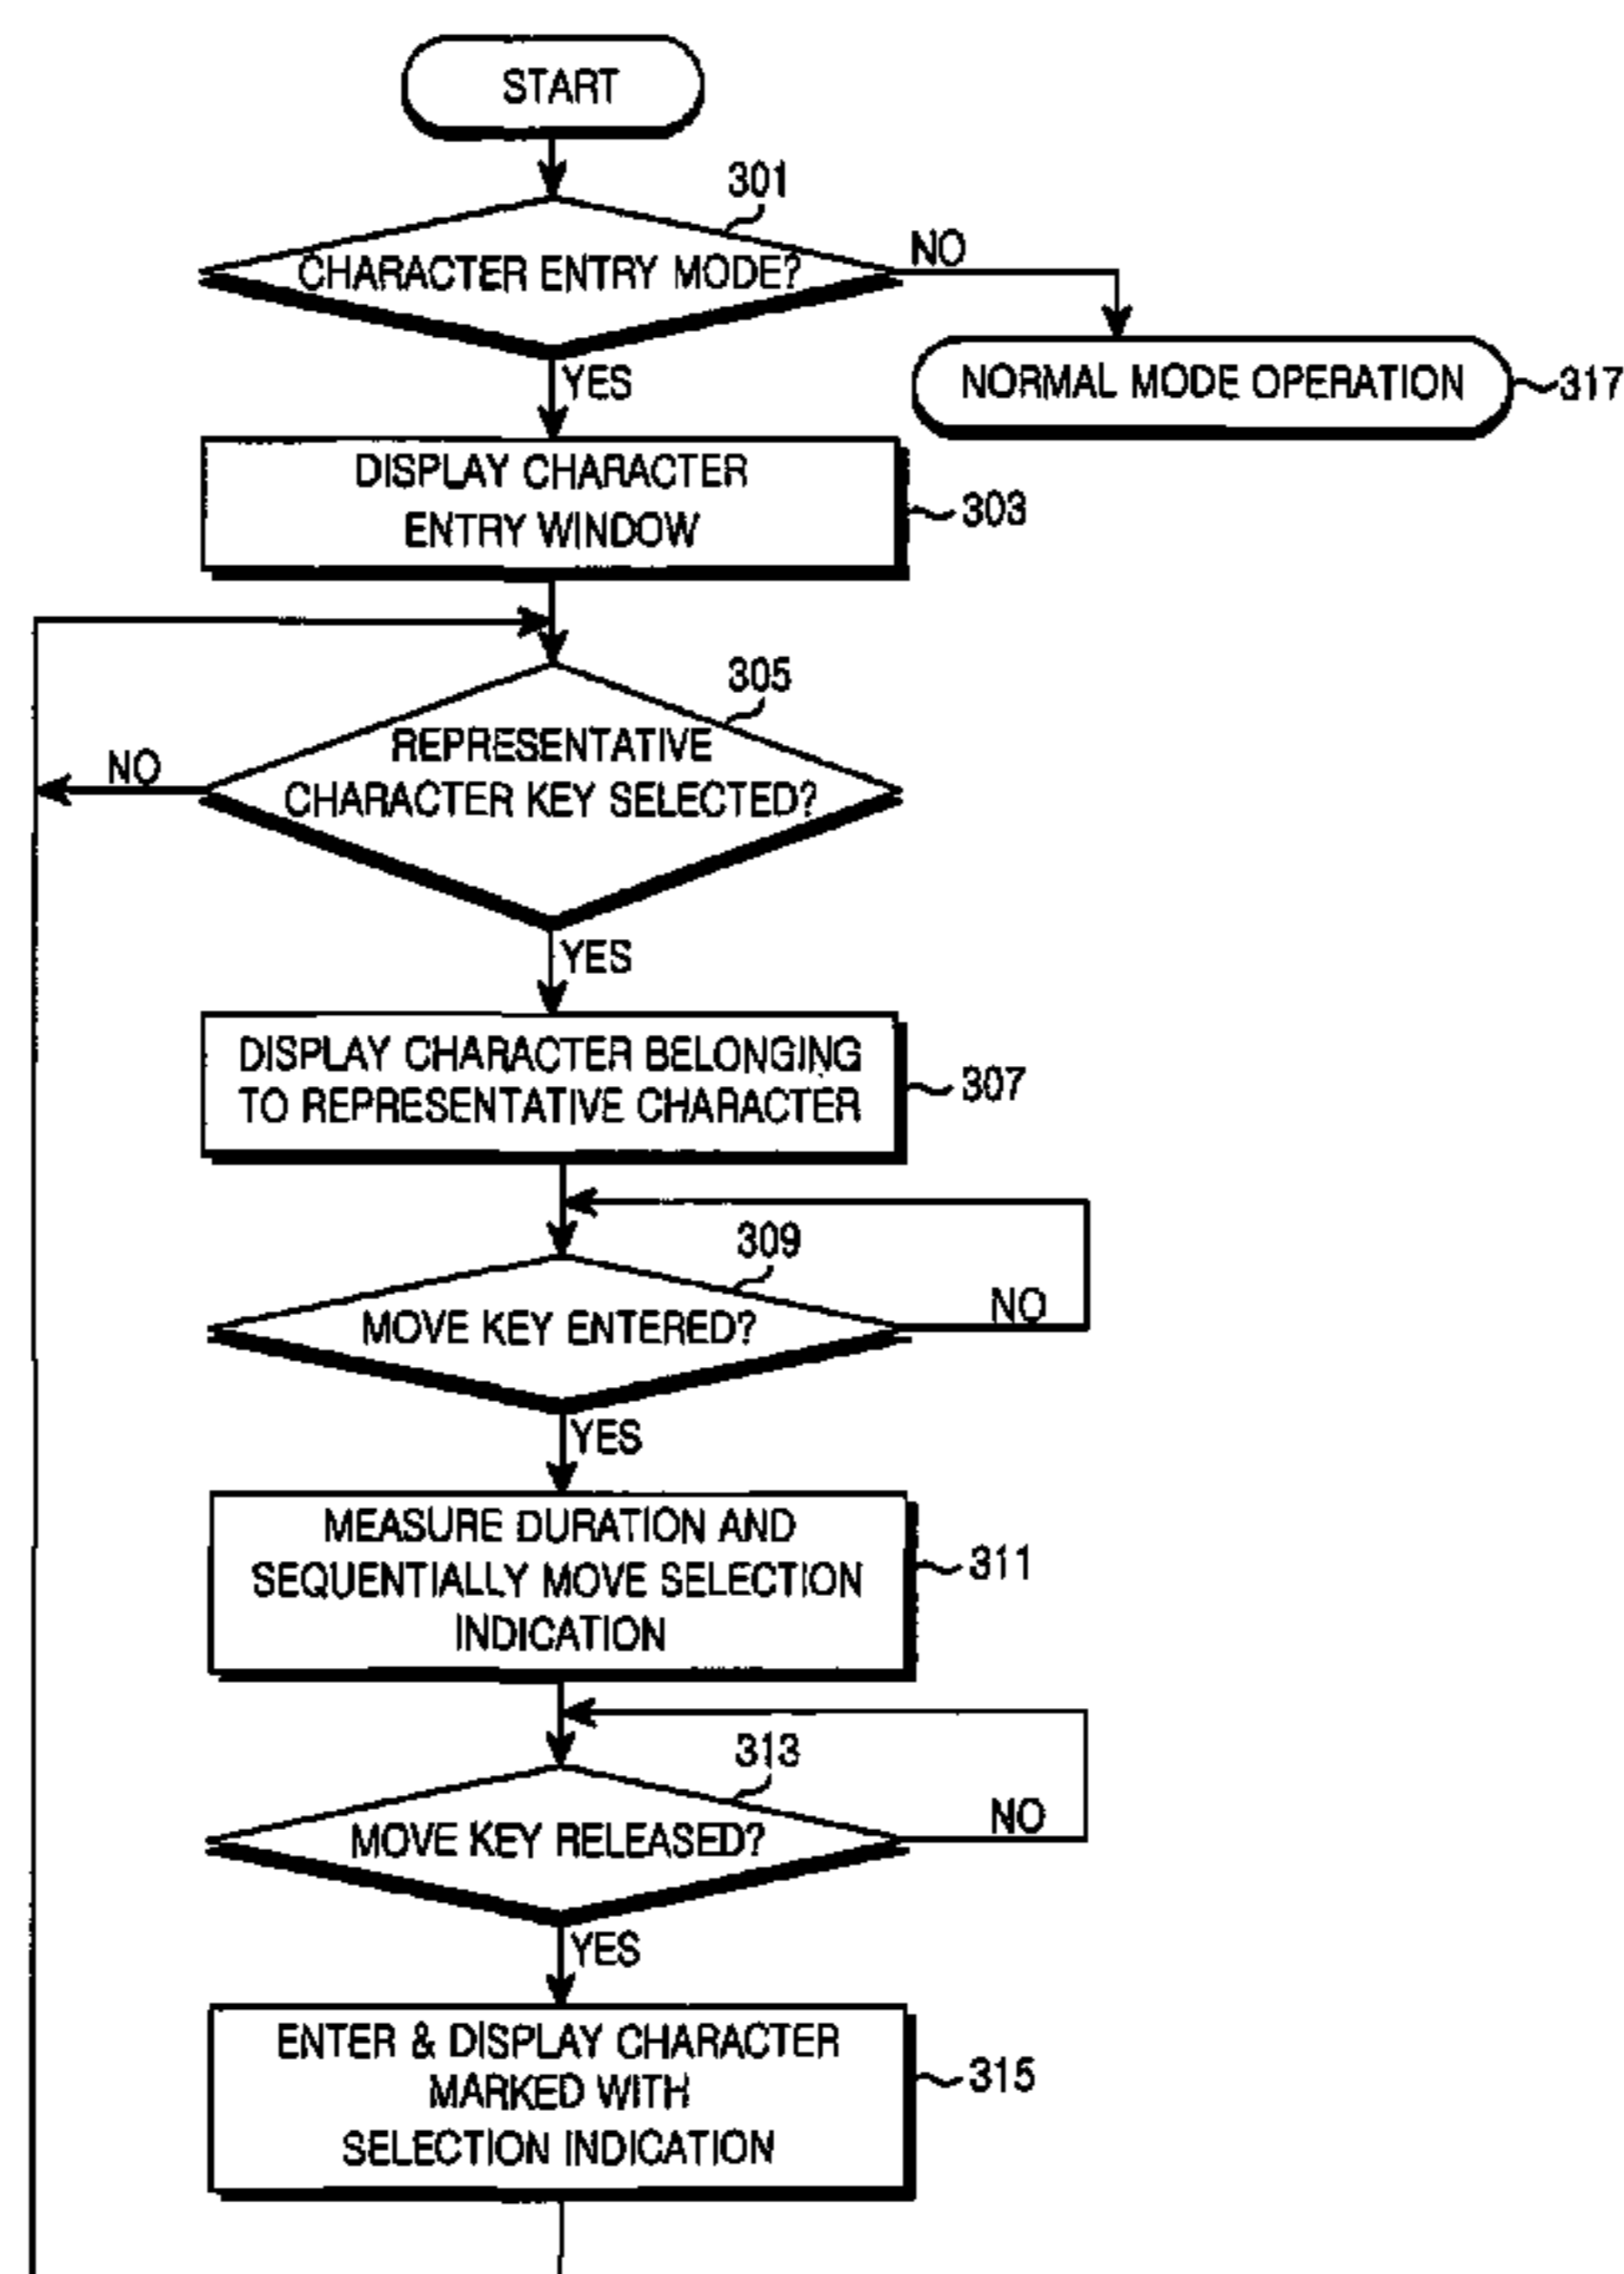 START
301
CHARACTER ENTRY MODE?
NO
NORMAL MODE OPERATION
317
YES
DISPLAY CHARACTER
ENTRY WINDOW
303
305
REPRESENTATIVE
CHARACTER KEY SELECTED?
NO
YES
DISPLAY CHARACTER BELONGING
TO REPRESENTATIVE CHARACTER
307
309
MOVE KEY ENTERED?
NO
YES
MEASURE DURATION AND
SEQUENTIALLY MOVE SELECTION
INDICATION
311
313
MOVE KEY RELEASED?
NO
YES
ENTER & DISPLAY CHARACTER
MARKED WITH
SELECTION INDICATION
315